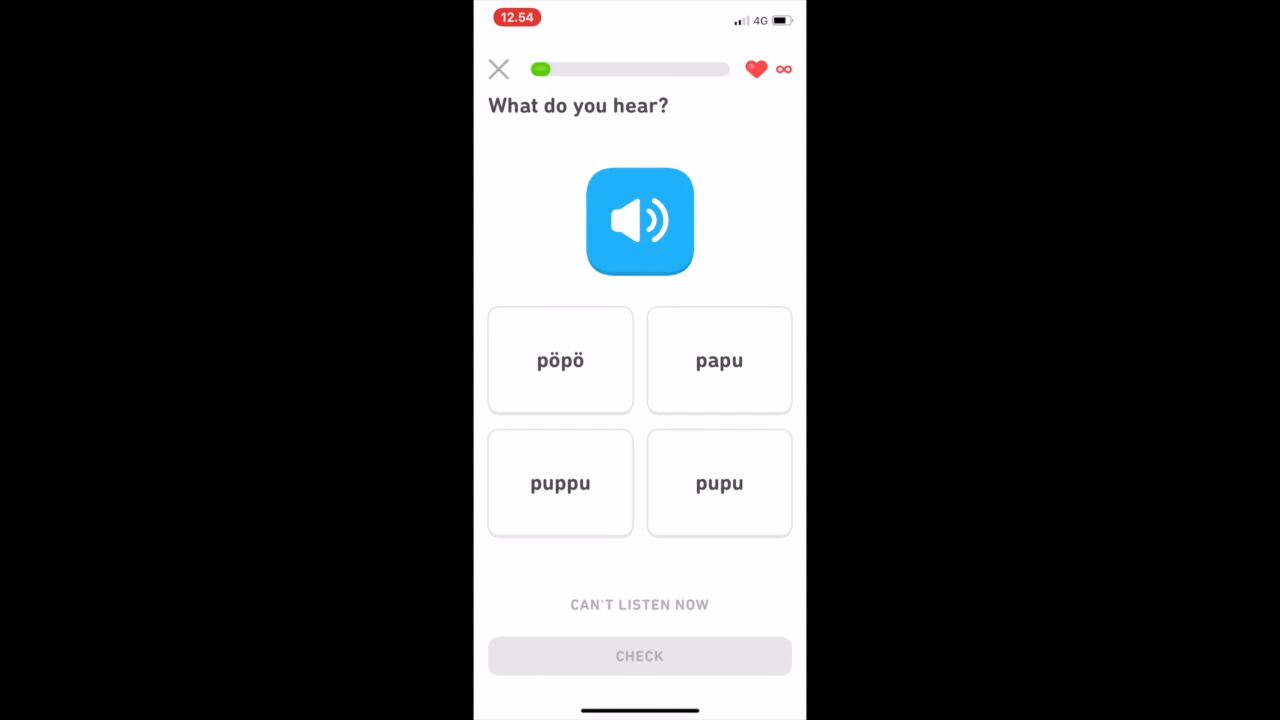 12.54
4G
What do you hear?
pöpö
papu
puppu
pupu
CAN'T LISTEN NOW
CHECK